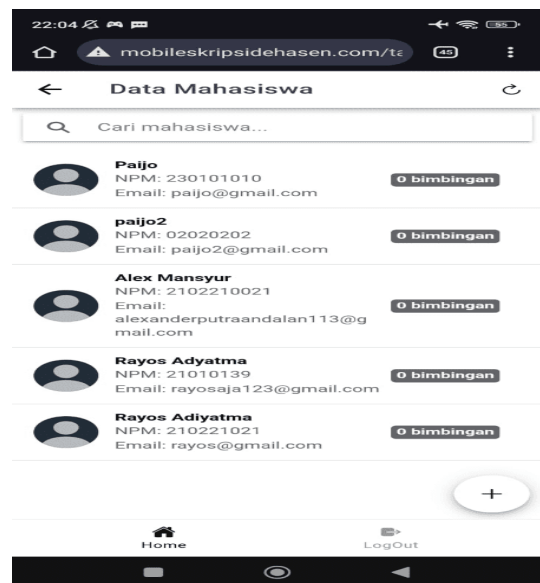 22:04 55
mobileskripsidehasen.com/ta 45
Data Mahasiswa
Cari mahasiswa...
Paijo
NPM: 230101010
Email: paijo@gmail.com
0 bimbingan
paijo2
NPM: 02020202
Email: paijo2@gmail.com
0 bimbingan
Alex Mansyur
NPM: 2102210021
Email:
alexanderputraandalan113@g
mail.com
0 bimbingan
Rayos Adyatma
NPM: 21010139
Email: rayosaja123@gmail.com
0 bimbingan
Rayos Adiyatma
NPM: 210221021
Email: rayos@gmail.com
0 bimbingan
+
Home LogOut